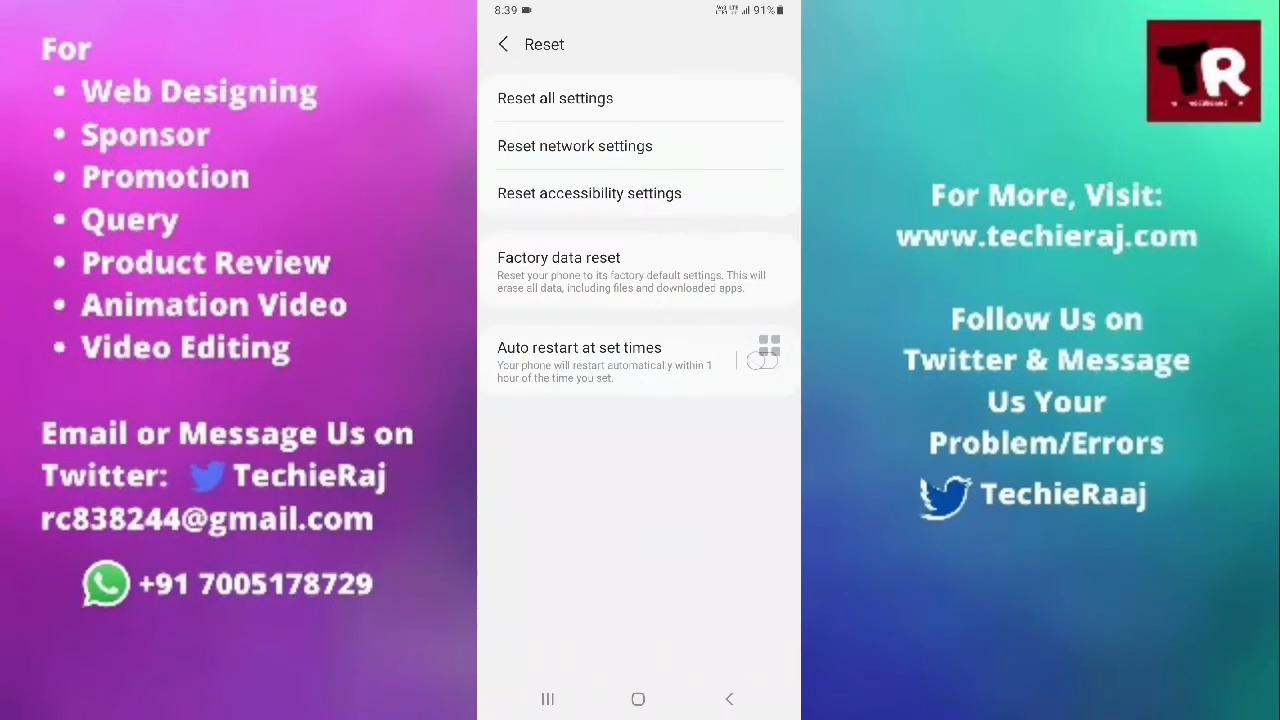 For
• Web Designing
• Sponsor
• Promotion
• Query
• Product Review
• Animation Video
• Video Editing
Email or Message Us on
Twitter: TechieRaj
rc838244@gmail.com
+91 7005178729
8:39
91%
Reset
Reset all settings
Reset network settings
Reset accessibility settings
Factory data reset
Reset your phone to its factory default settings. This will
erase all data, including files and downloaded apps.
Auto restart at set times
Your phone will restart automatical y within 1
hour of the time you set.
TR
For More, Visit:
www.techieraj.com
Follow Us on
Twitter & Message
Us Your
Problem/Errors
TechieRaaj